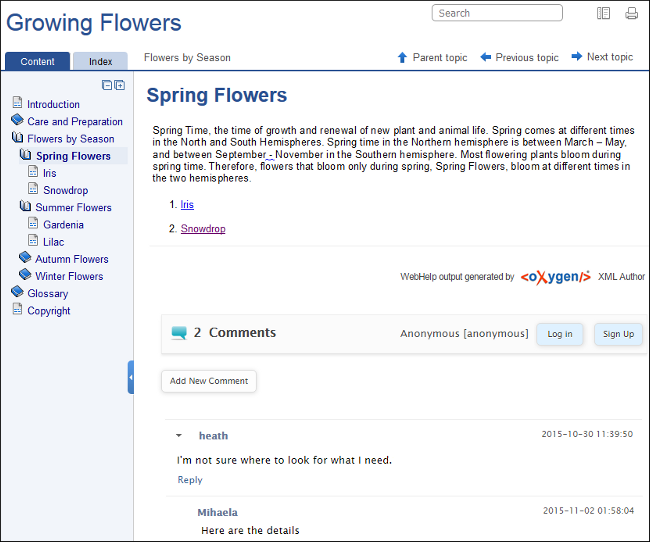 Growing Flowers
Search
Content Index
Flowers by Season
Parent topic Previous topic Next topic
Introduction
Care and Preparation
Flowers by Season
Spring Flowers
Iris
Snowdrop
Summer Flowers
Gardenia
Lilac
Autumn Flowers
Winter Flowers
Glossary
Copyright
Spring Flowers
Spring Time, the time of growth and renewal of new plant and animal life. Spring comes at different times
in the North and South Hemispheres. Spring time in the Northern hemisphere is between March – May,
and between September - November in the Southern hemisphere. Most flowering plants bloom during
spring time. Therefore, flowers that bloom only during spring, Spring Flowers, bloom at different times in
the two hemispheres.
1. Iris
2. Snowdrop
WebHelp output generated by <oXygen/> XML Author
2 Comments Anonymous [anonymous] Log in Sign Up
Add New Comment
heath 2015-10-30 11:39:50
I'm not sure where to look for what I need.
Reply
Mihaela 2015-11-02 01:58:04
Here are the details